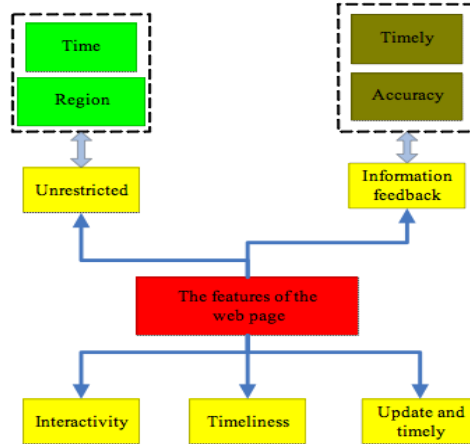 Time
Timely
Region
Accuracy
Unrestricted
Information
feedback
The features of the
web page
Interactivity
Timeliness
Update and
timely